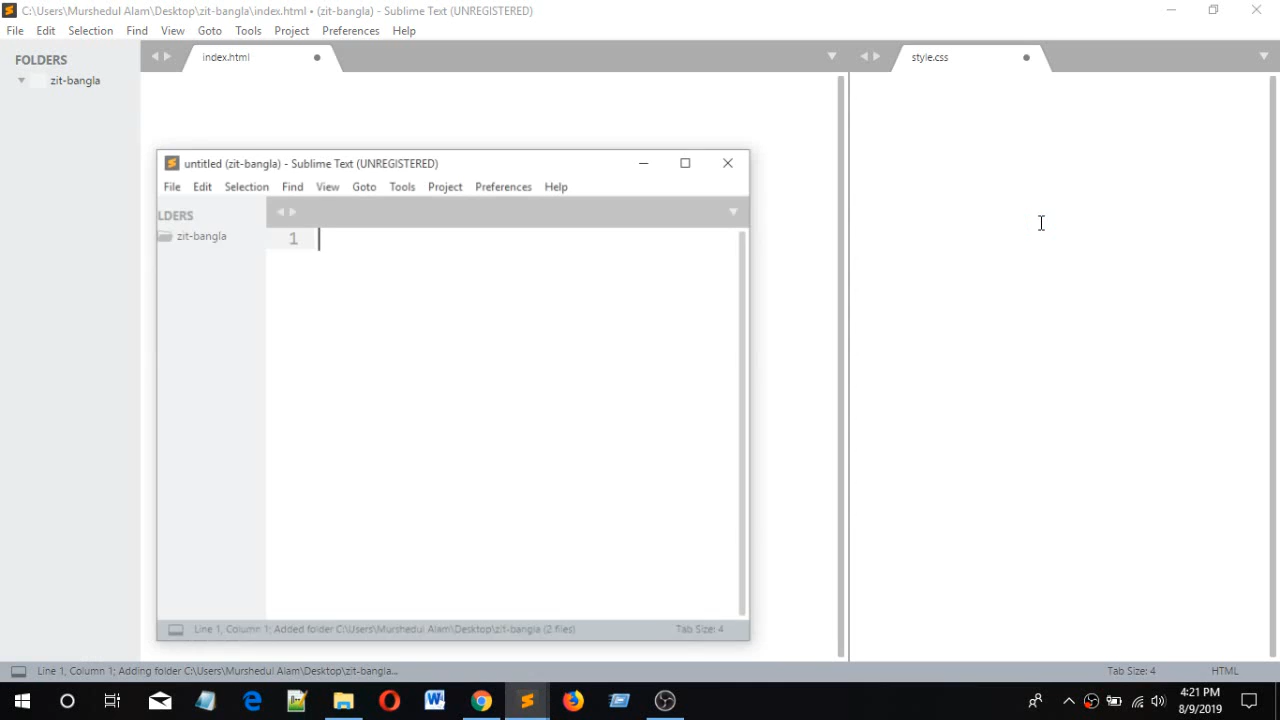 C:\Users\Murshedul Alam\Desktop\zit-bangla\index.html • (zit-bangla) - Sublime Text (UNREGISTERED)
File Edit Selection Find View Goto Tools Project Preferences Help
FOLDERS
zit-bangla
index.html
style.css
untitled (zit-bangla) - Sublime Text (UNREGISTERED)
File Edit Selection Find View Goto Tools Project Preferences Help
LDERS
zit-bangla
1
Line 1, Column 1; Added folder C:\Users\Murshedul Alam\Desktop\zit-bangla (2 files)
Tab Size: 4
Line 1, Column 1; Adding folder C:\Users\Murshedul Alam\Desktop\zit-bangla...
Tab Size: 4
HTML
4:21 PM
8/9/2019